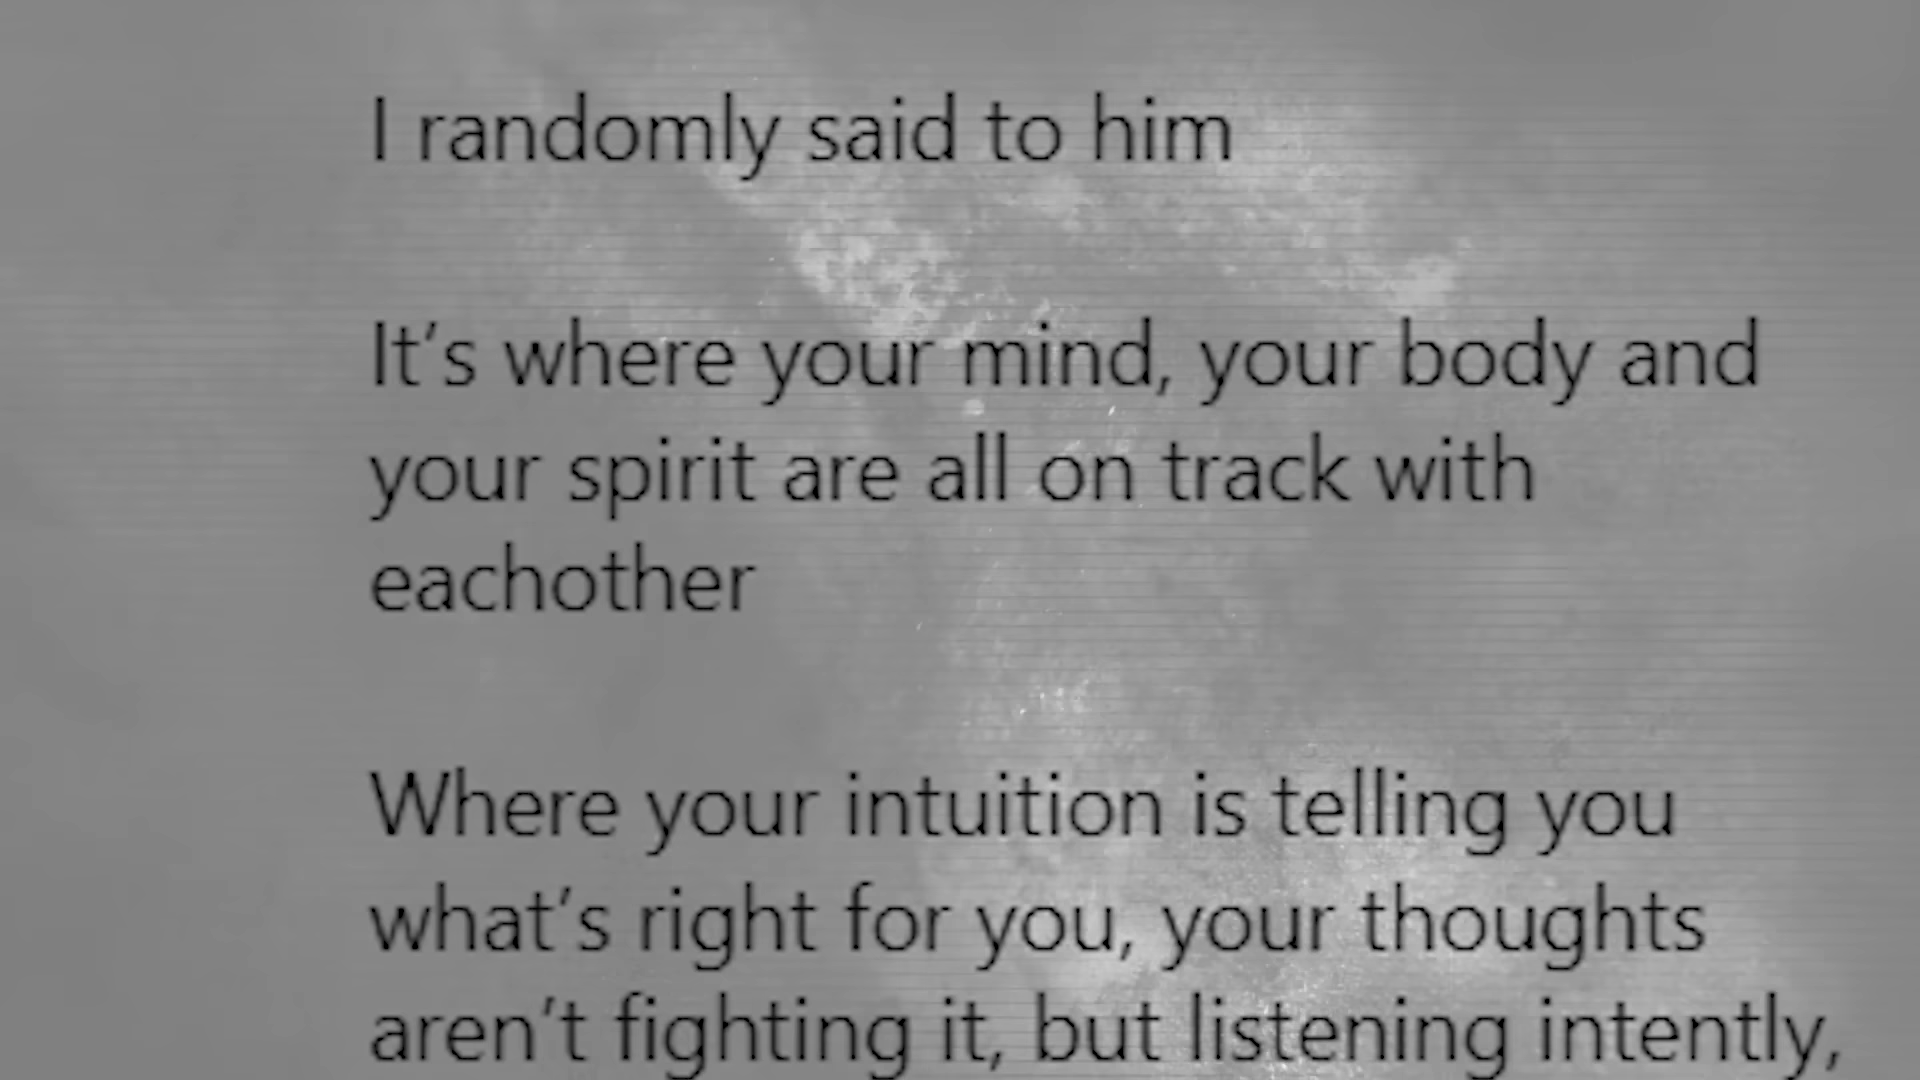 I randomly said to him
It’s where your mind, your body and
your spirit are all on track with
eachother
Where your intuition is telling you
what’s right for you, your thoughts
aren’t fighting it, but listening intently,